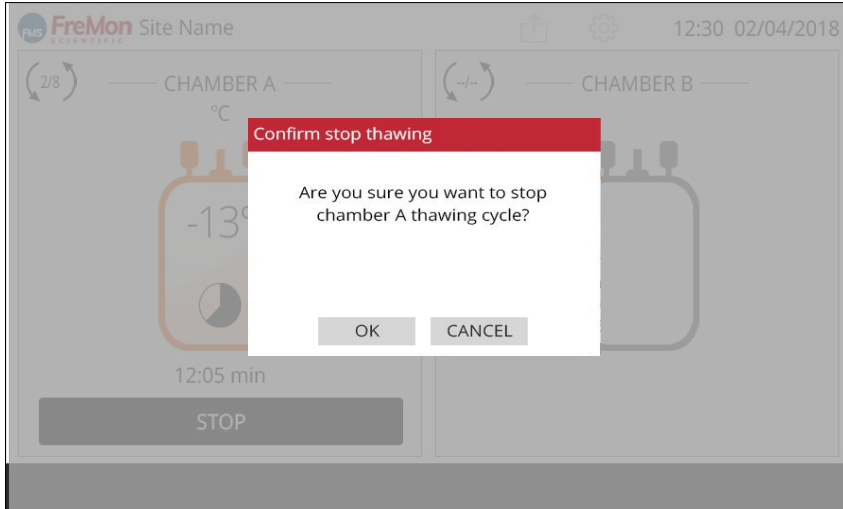 FMS FreMon Site Name 12:30 02/04/2018
SCIENTIFIC
2/8 CHAMBER A --/-- CHAMBER B
°C
Confirm stop thawing
Are you sure you want to stop
chamber A thawing cycle?
-13°
OK CANCEL
12:05 min
STOP